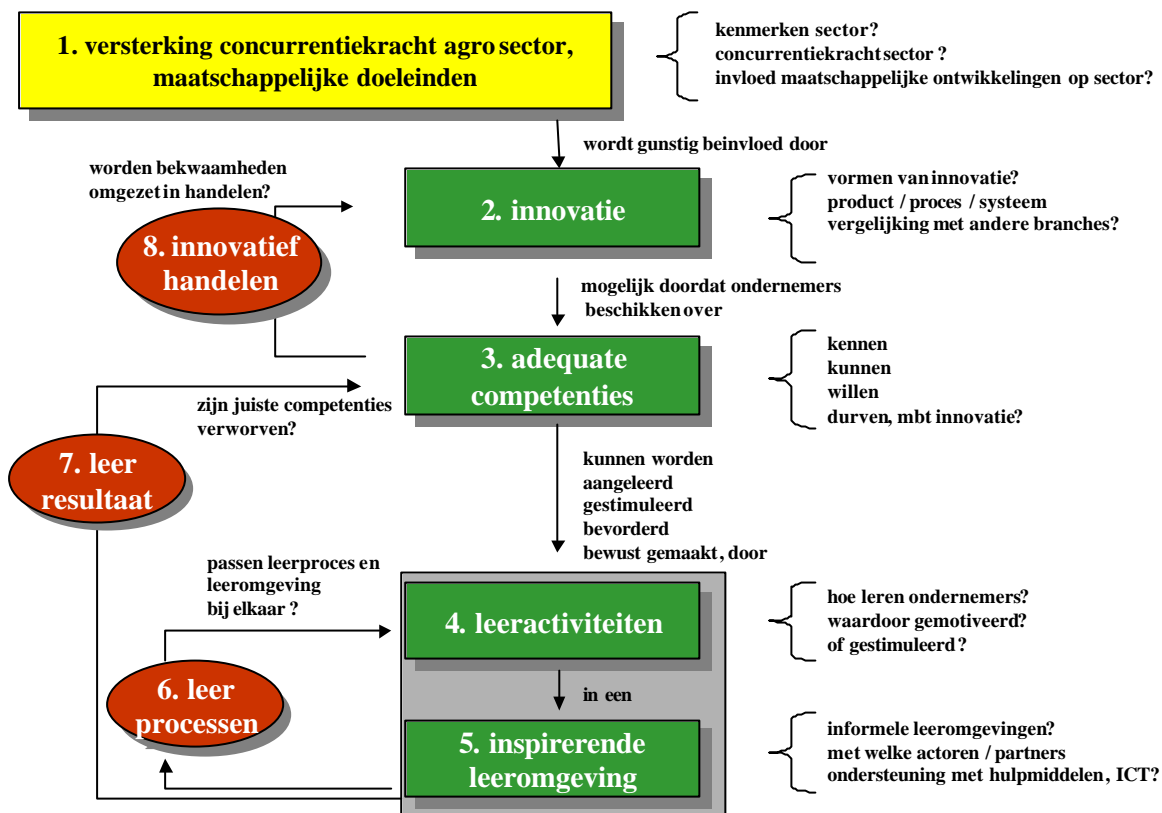 1. versterking concurrentiekracht agro sector,
maatschappelijke doeleinden
kenmerken sector?
concurrentiekracht sector ?
invloed maatschappelijke ontwikkelingen op sector?
wordt gunstig beinvloed door
worden bekwaamheden
omgezet in handelen?
2. innovatie
vormen van innovatie?
product / proces / systeem
vergelijking met andere branches?
8. innovatief
handelen
mogelijk doordat ondernemers
beschikken over
3. adequate
competenties
kennen
kunnen
willen
durven, mbt innovatie?
zijn juiste competenties
verworven?
7. leer
resultaat
kunnen worden
aangeleerd
gestimuleerd
bevorderd
bewust gemaakt, door
passen leerproces en
leeromgeving
bij elkaar ?
4. leeractiviteiten
hoe leren ondernemers?
waardoor gemotiveerd?
of gestimuleerd ?
6. leer
processen
in een
5. inspirerende
leeromgeving
informele leeromgevingen?
met welke actoren / partners
ondersteuning met hulpmiddelen, ICT?